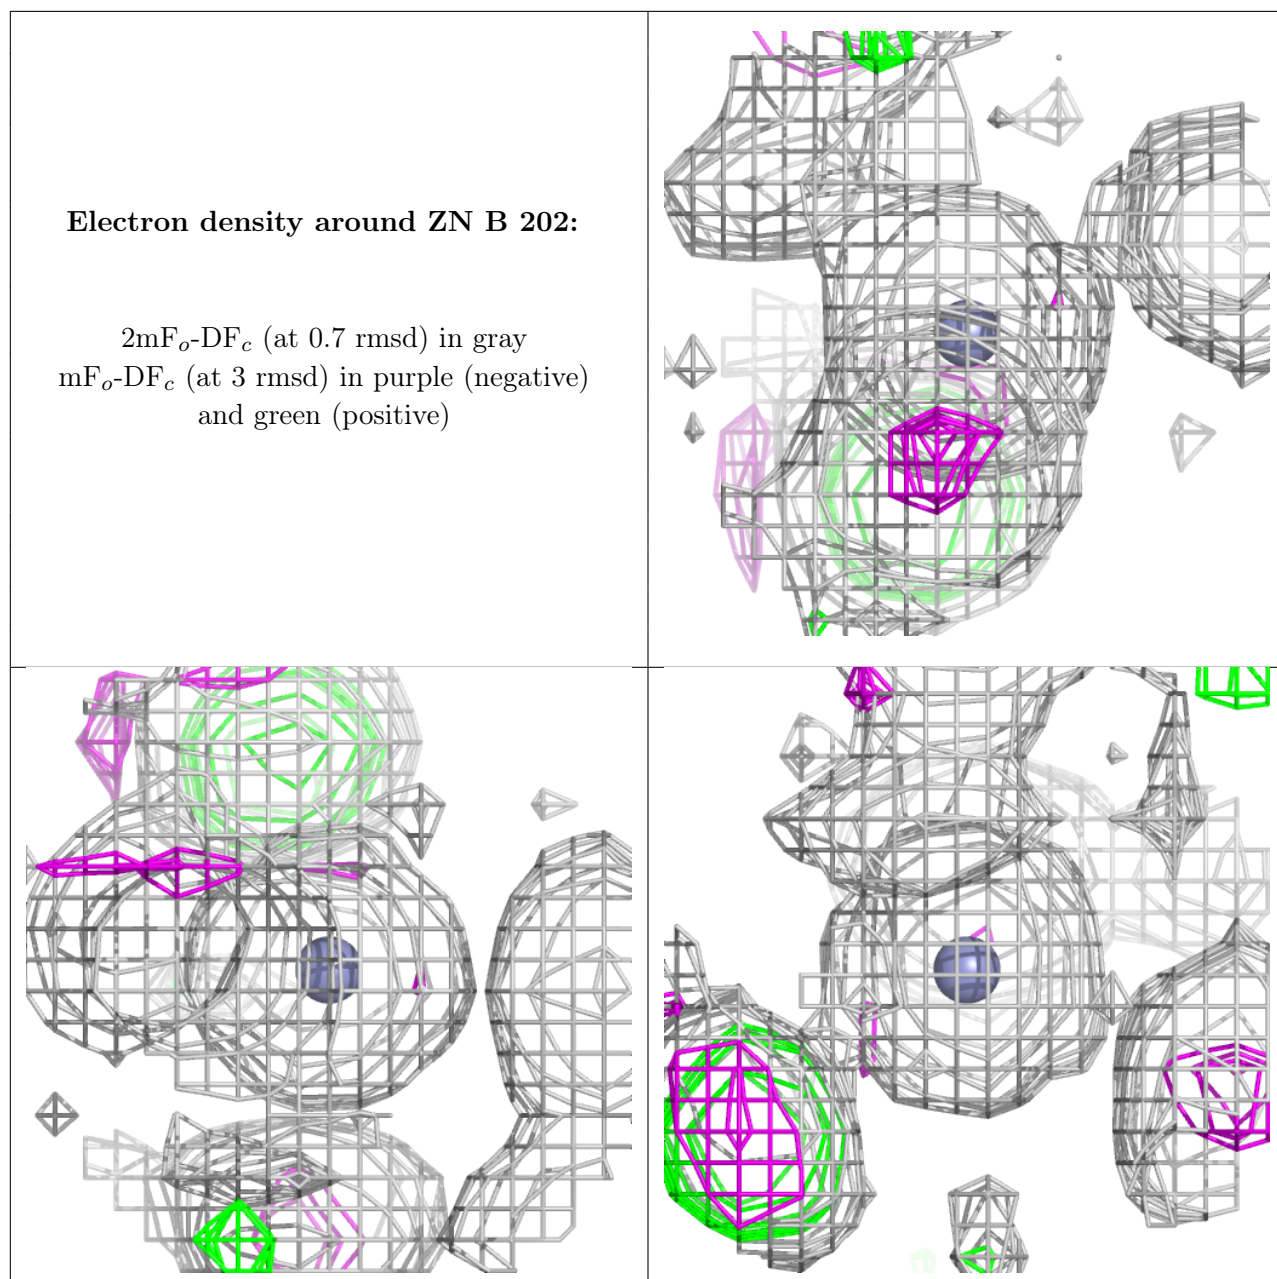 Electron density around ZN B 202:
2mFo-DFc (at 0.7 rmsd) in gray
mFo-DFc (at 3 rmsd) in purple (negative)
and green (positive)